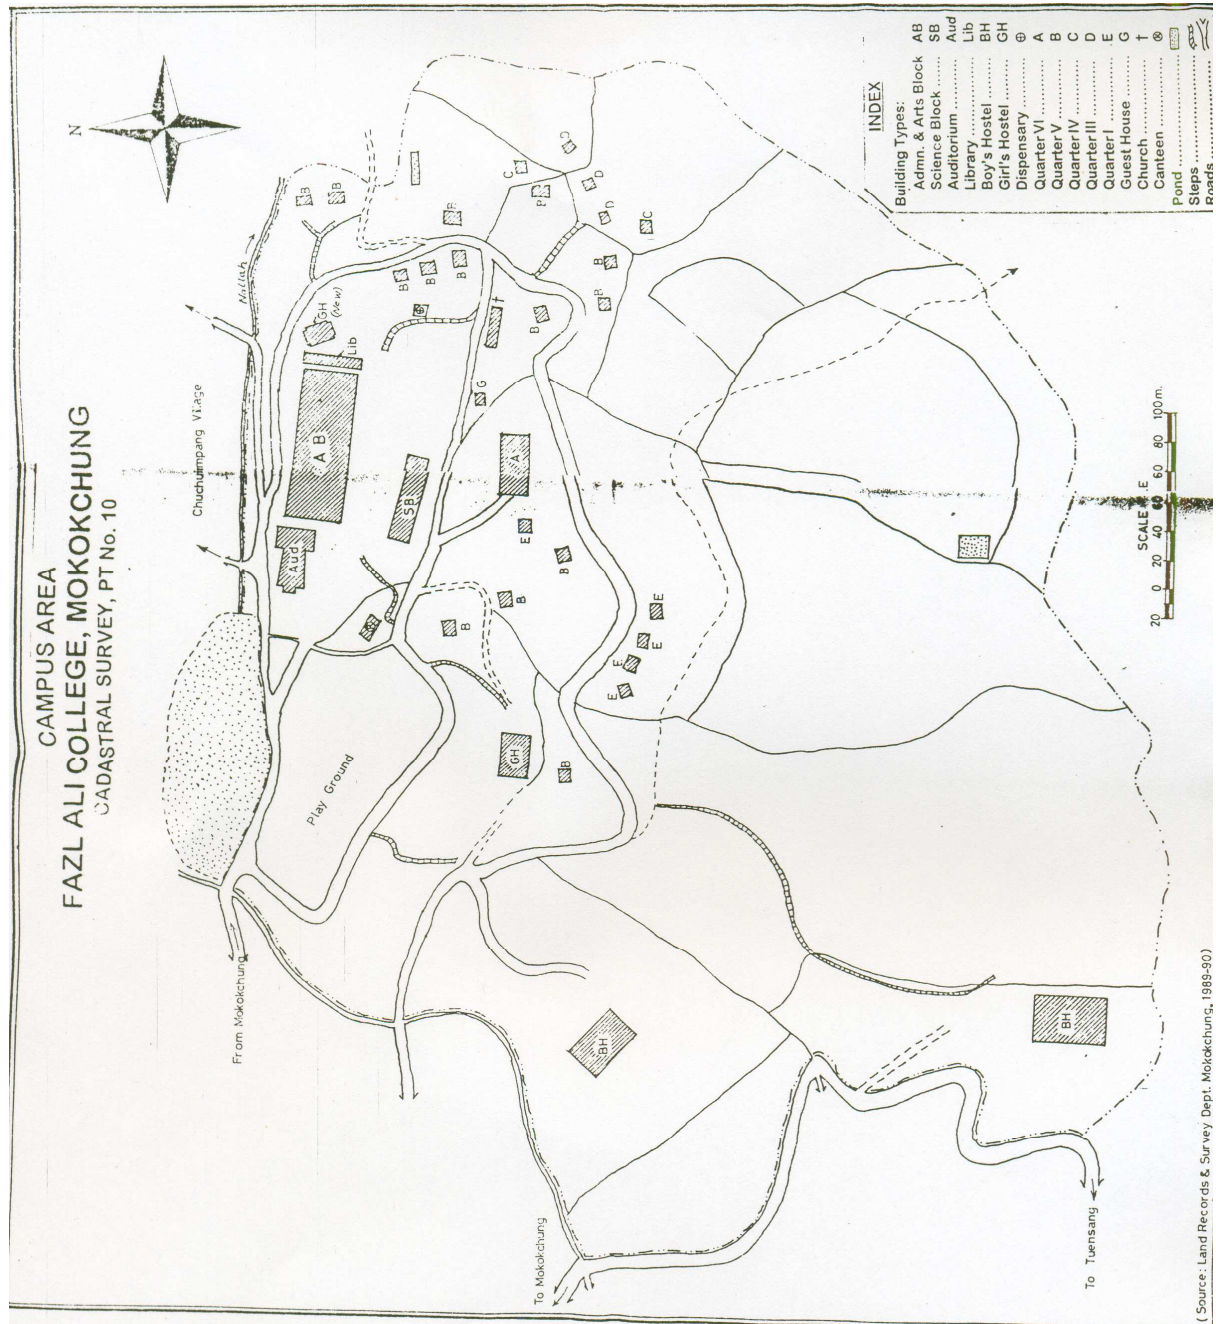 CAMPUS AREA
FAZL ALI COLLEGE, MOKOKCHUNG
CADASTRAL SURVEY, PT No. 10
N
Chuchuimpang Village
Nallah
From Mokokchung
Play Ground
Aud
A B
Lib
GH
(New)
SB
B
B
B
B
B
B
G
†
A
E
B
B
B
GH
B
E
E
E
E
B
B
B
C
D
D
C
BH
BH
To Mokokchung
To Tuensang
INDEX
Building Types:
Admn. & Arts Block AB
Science Block ....... SB
Auditorium ........ Aud
Library ............. Lib
Boy's Hostel ...... BH
Girl's Hostel ....... GH
Dispensary ........ ⊕
Quarter VI ......... A
Quarter V .......... B
Quarter IV ......... C
Quarter III ......... D
Quarter I .......... E
Guest House ...... G
Church ............ †
Canteen ........... ⊗
Pond
Steps
Roads
20 0 20 40 60 80 100m.
(Source: Land Records & Survey Dept. Mokokchung, 1989-90)